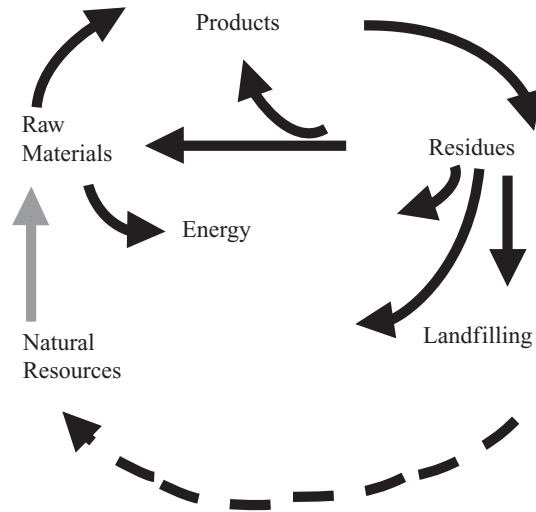 Products
Raw
Materials
Residues
Energy
Natural
Resources
Landfilling